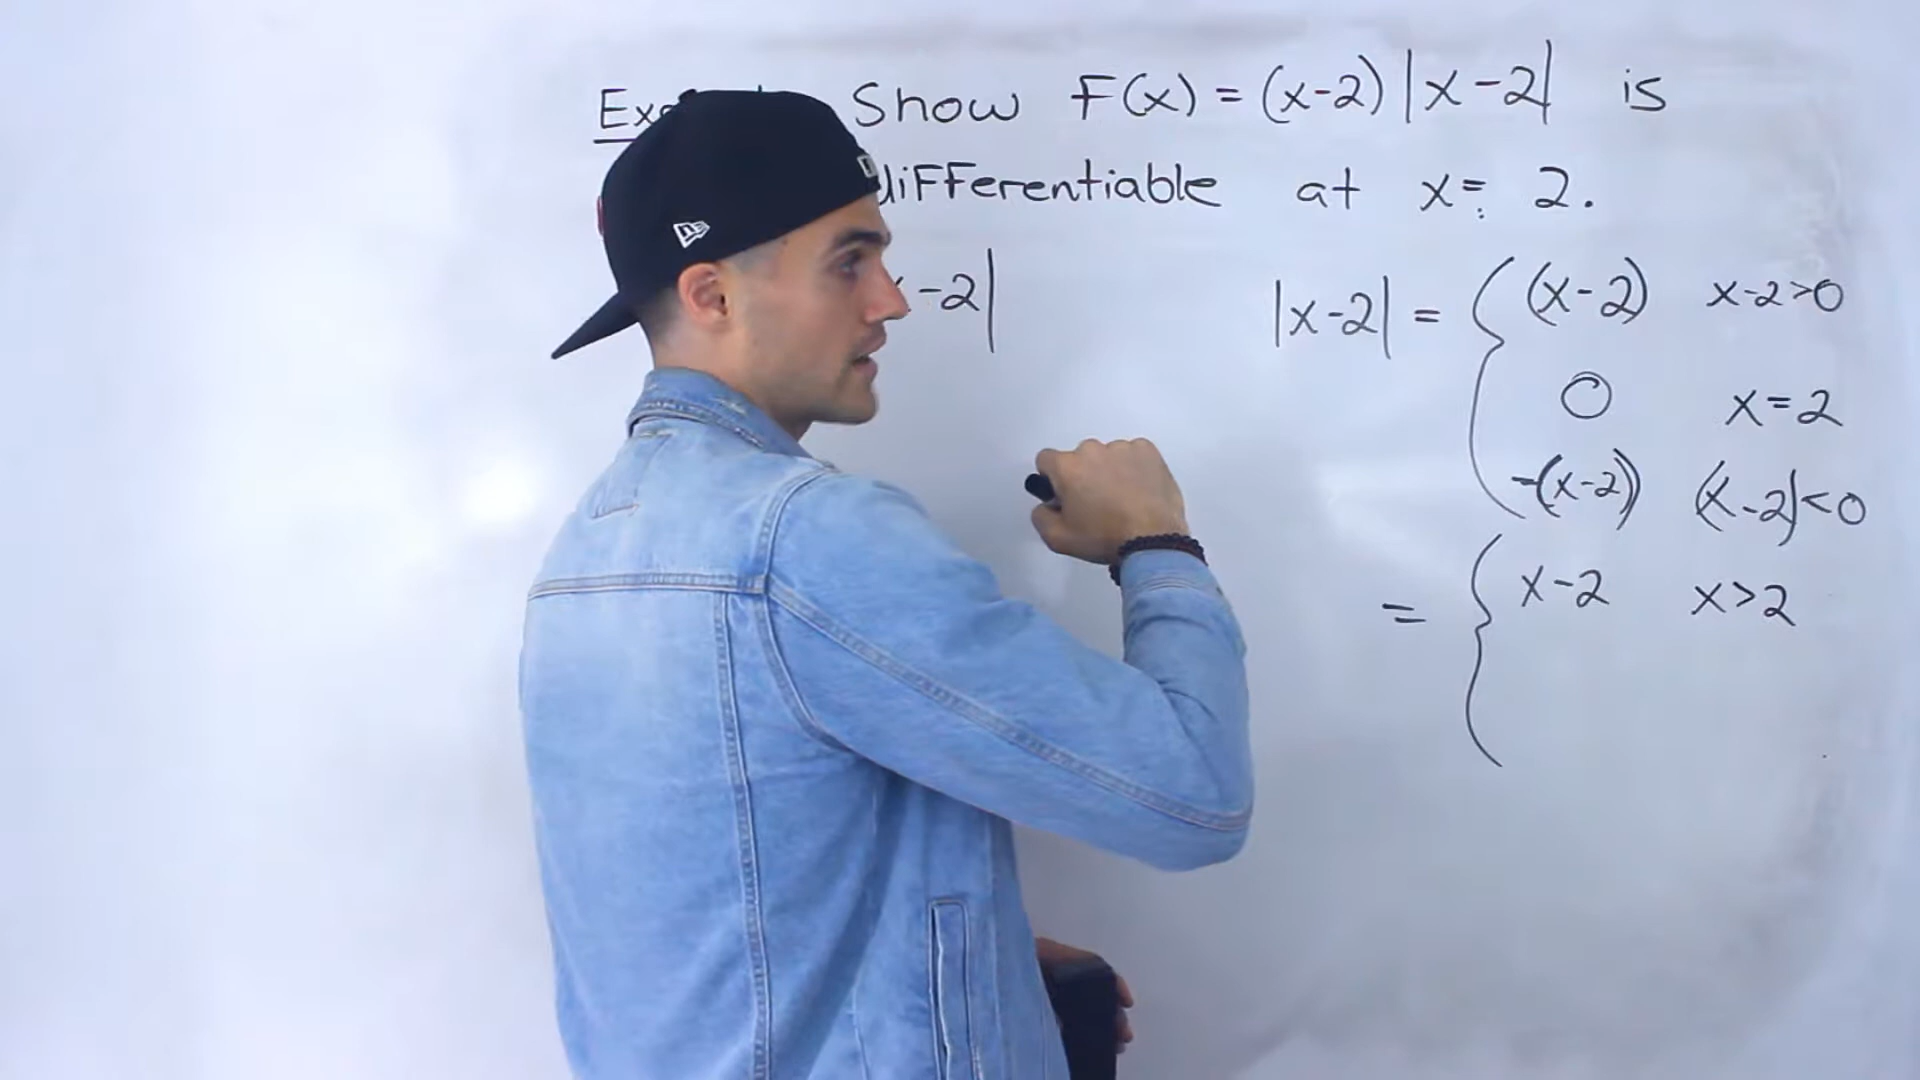 Show F(x) = (x-2) |x-2| is
differentiable at x = 2.
-2|
|x-2| = { (x-2) x-2>0
0 x=2
-(x-2) (x-2)<0
= { x-2 x>2